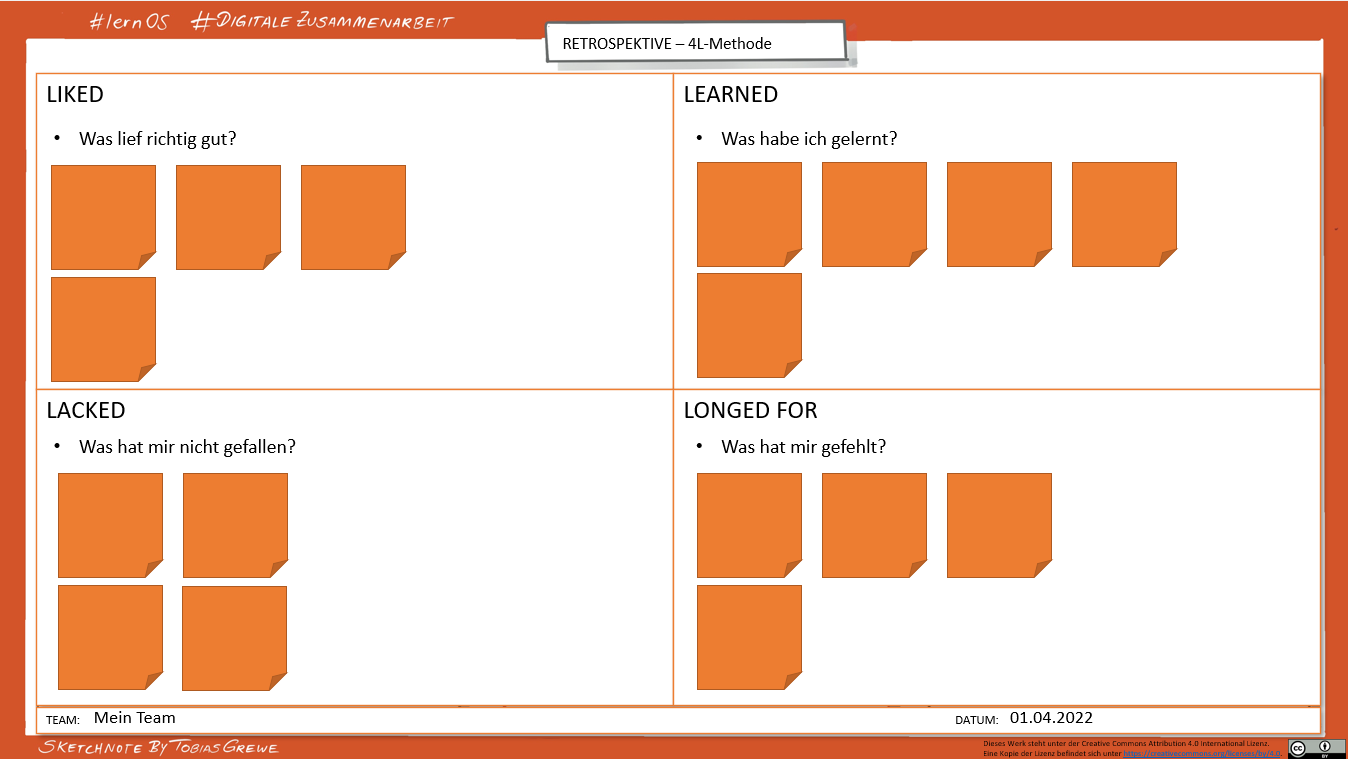 #lernOS #DIGITALE ZUSAMMENARBEIT
RETROSPEKTIVE – 4L-Methode
LIKED
• Was lief richtig gut?
LEARNED
• Was habe ich gelernt?
LACKED
• Was hat mir nicht gefallen?
LONGED FOR
• Was hat mir gefehlt?
TEAM: Mein Team
DATUM: 01.04.2022
SKETCHNOTE BY TOBIAS GREWE
Dieses Werk steht unter der Creative Commons Attribution 4.0 International Lizenz.
Eine Kopie der Lizenz befindet sich unter https://creativecommons.org/licenses/by/4.0.
cc
BY